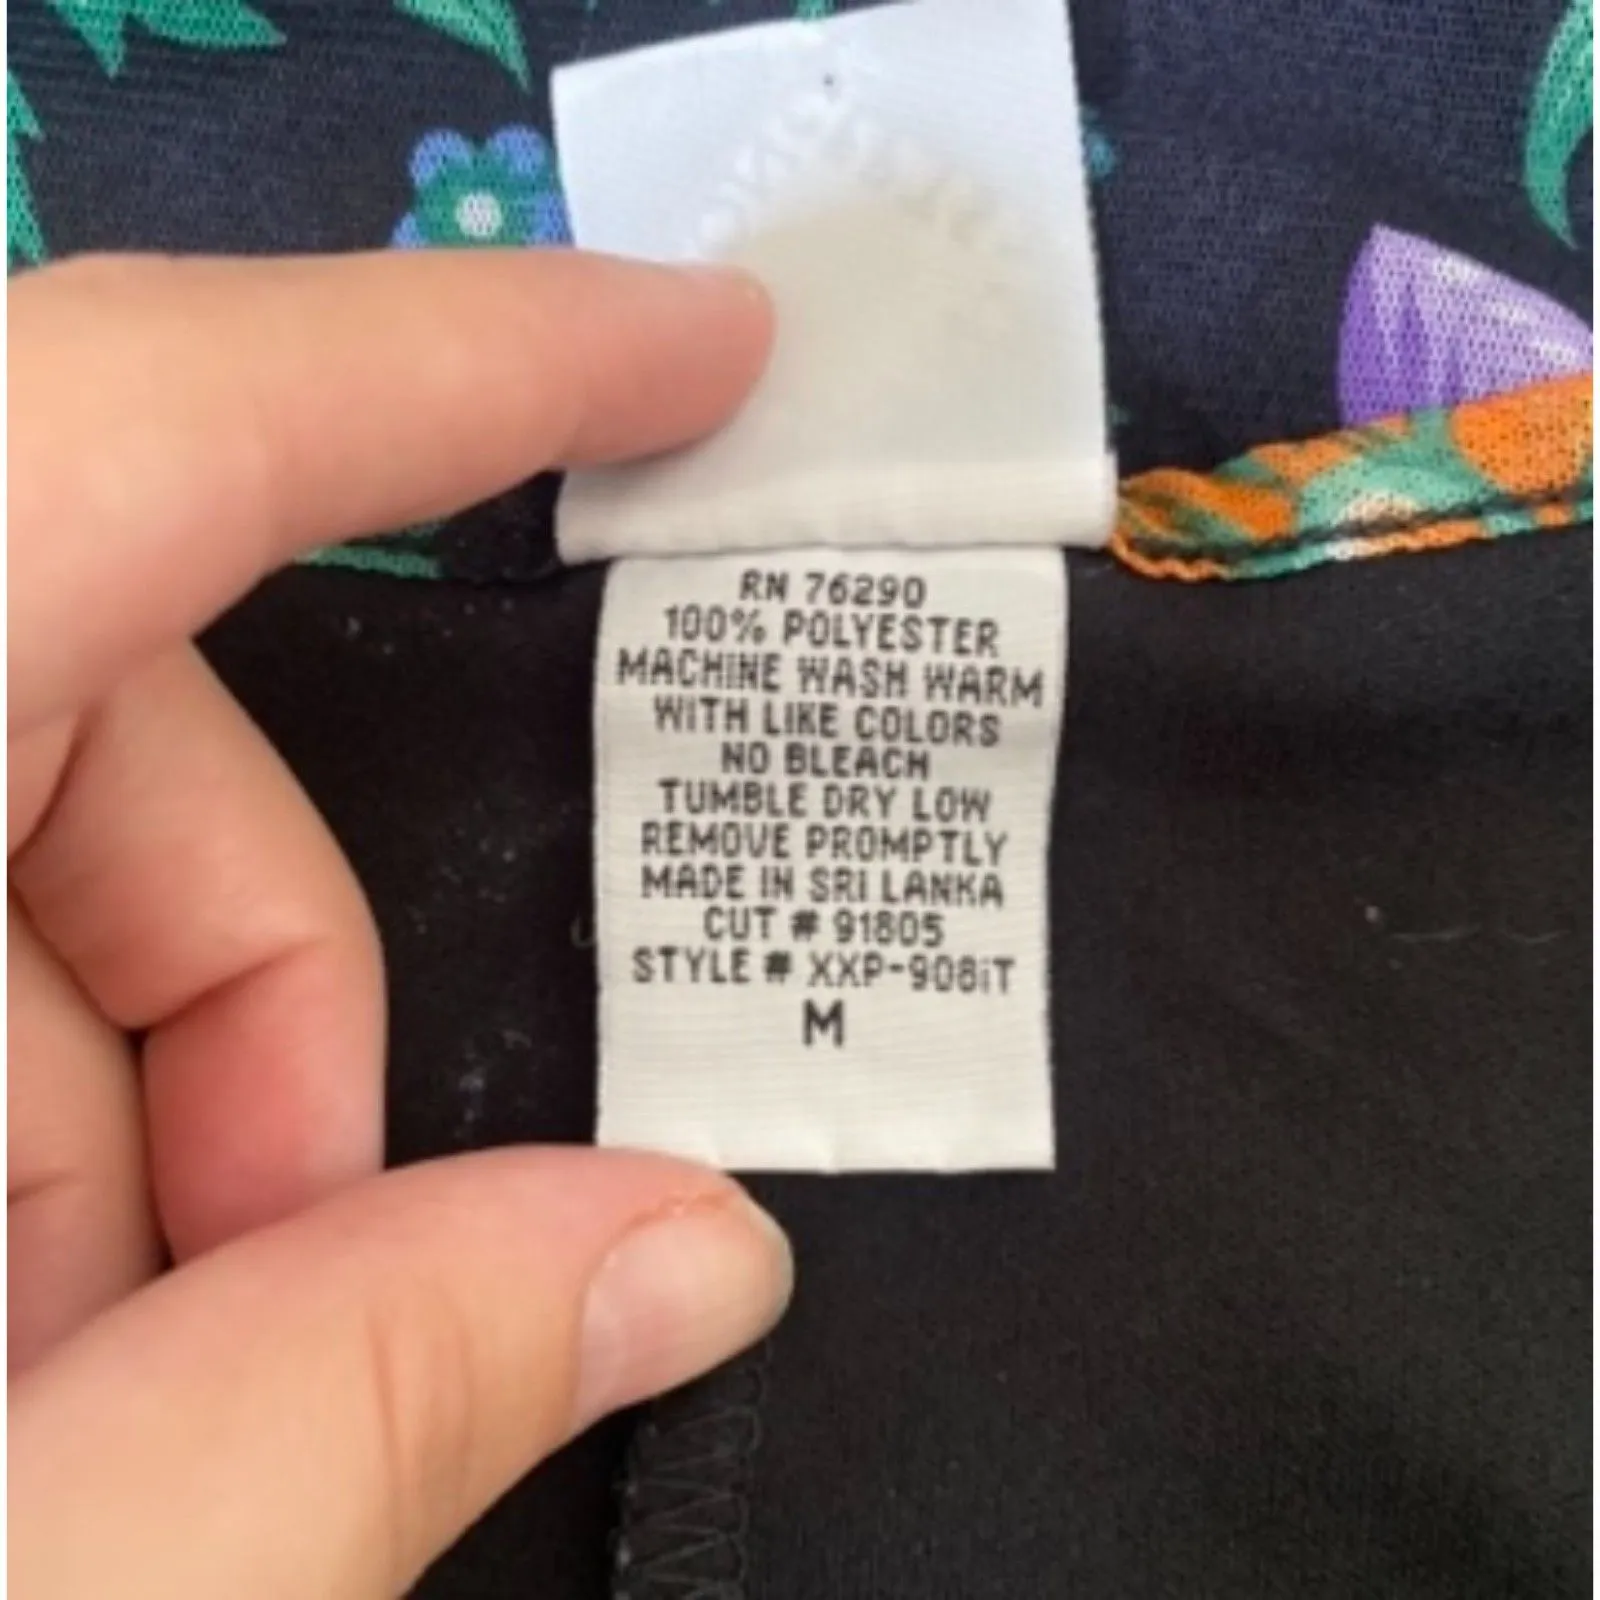 RN 76290
100% POLYESTER
MACHINE WASH WARM
WITH LIKE COLORS
NO BLEACH
TUMBLE DRY LOW
REMOVE PROMPTLY
MADE IN SRI LANKA
CUT # 91805
STYLE # XXP-908iT
M